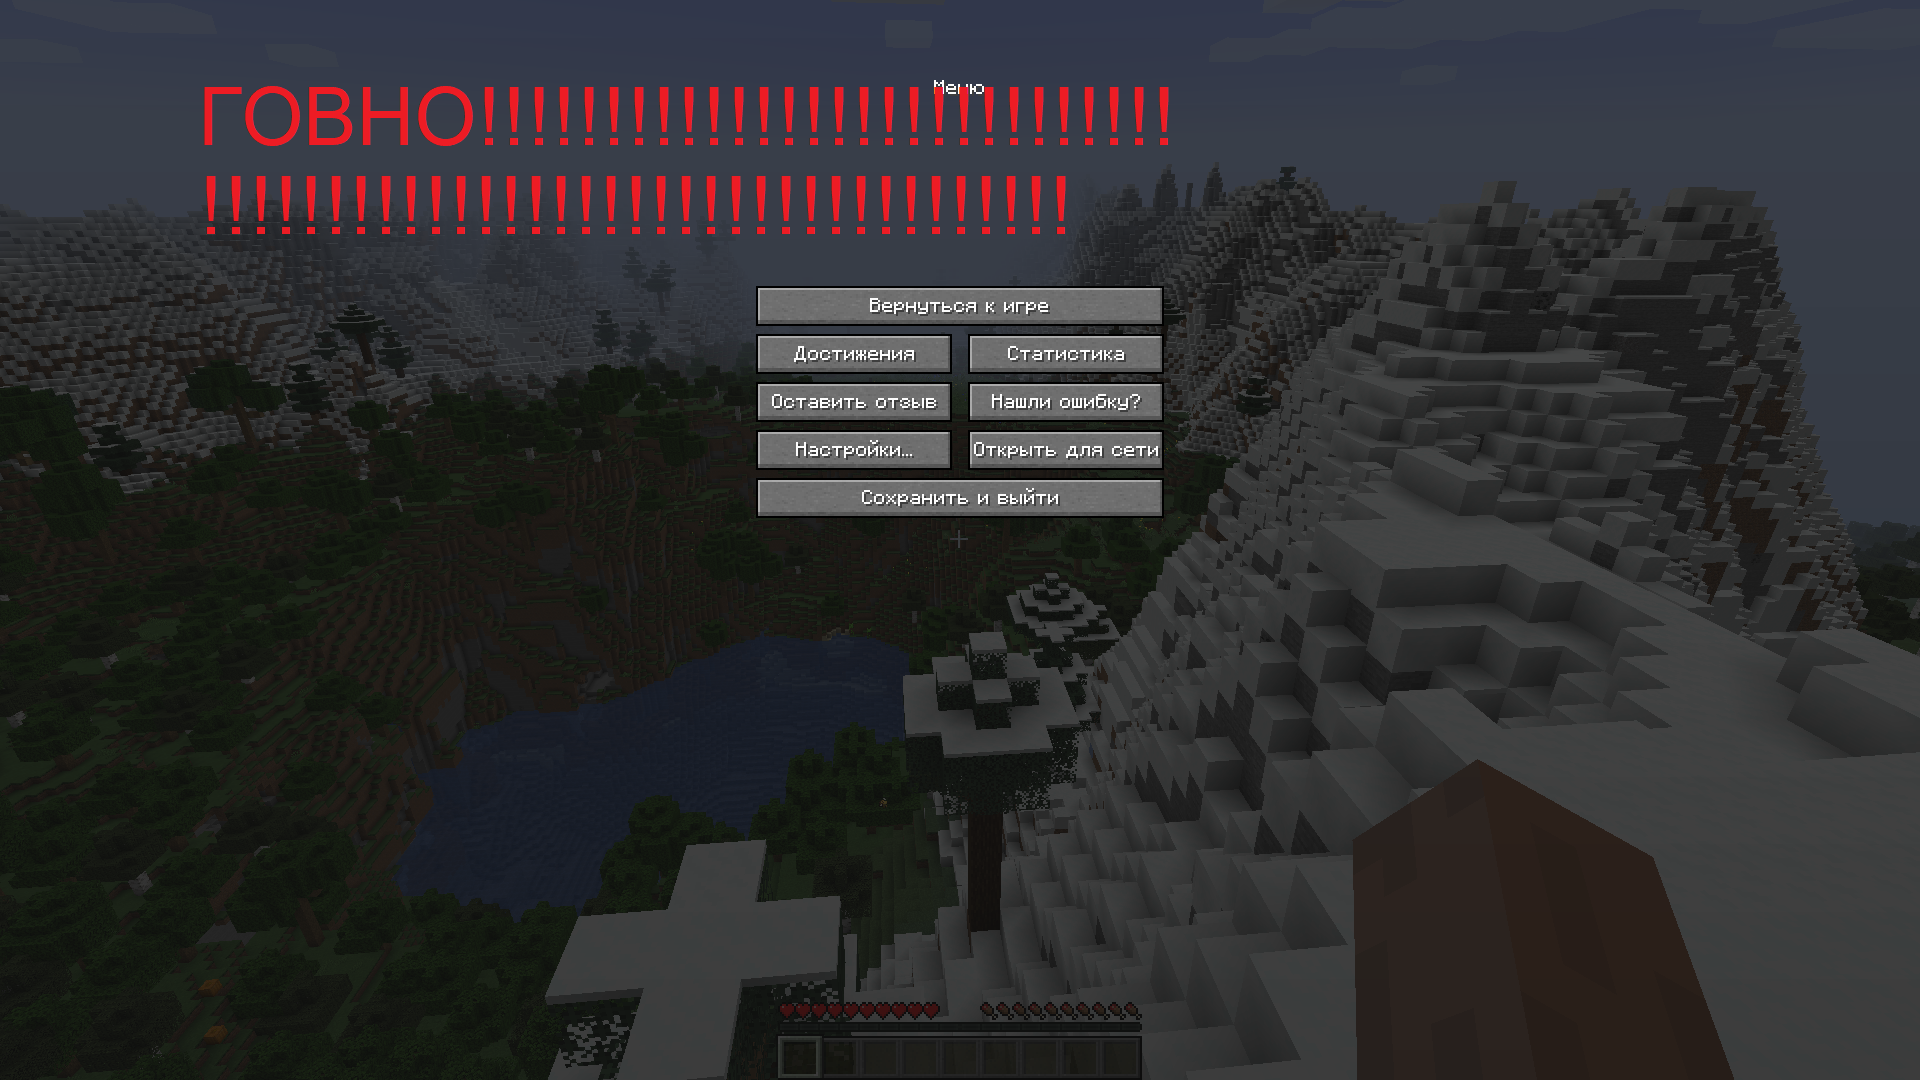 Меню
ГОВНО!!!!!!!!!!!!!!!!!!!!!!!!!!!!
!!!!!!!!!!!!!!!!!!!!!!!!!!!!!!!!!!!
Вернуться к игре
Достижения Статистика
Оставить отзыв Нашли ошибку?
Настройки... Открыть для сети
Сохранить и выйти